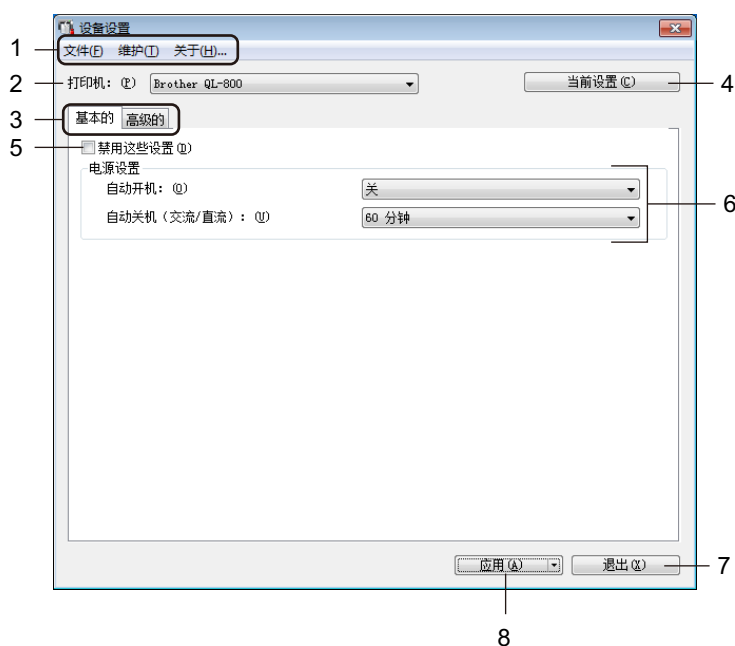 设备设置
1 文件(F) 维护(T) 关于(H)...
2 打印机: (P) Brother QL-800 当前设置(C) 4
3 基本的 高级的
5 禁用这些设置(D)
电源设置
自动开机: (O) 关
6
自动关机（交流/直流）: (U) 60 分钟
应用(A) 退出(X) 7
8